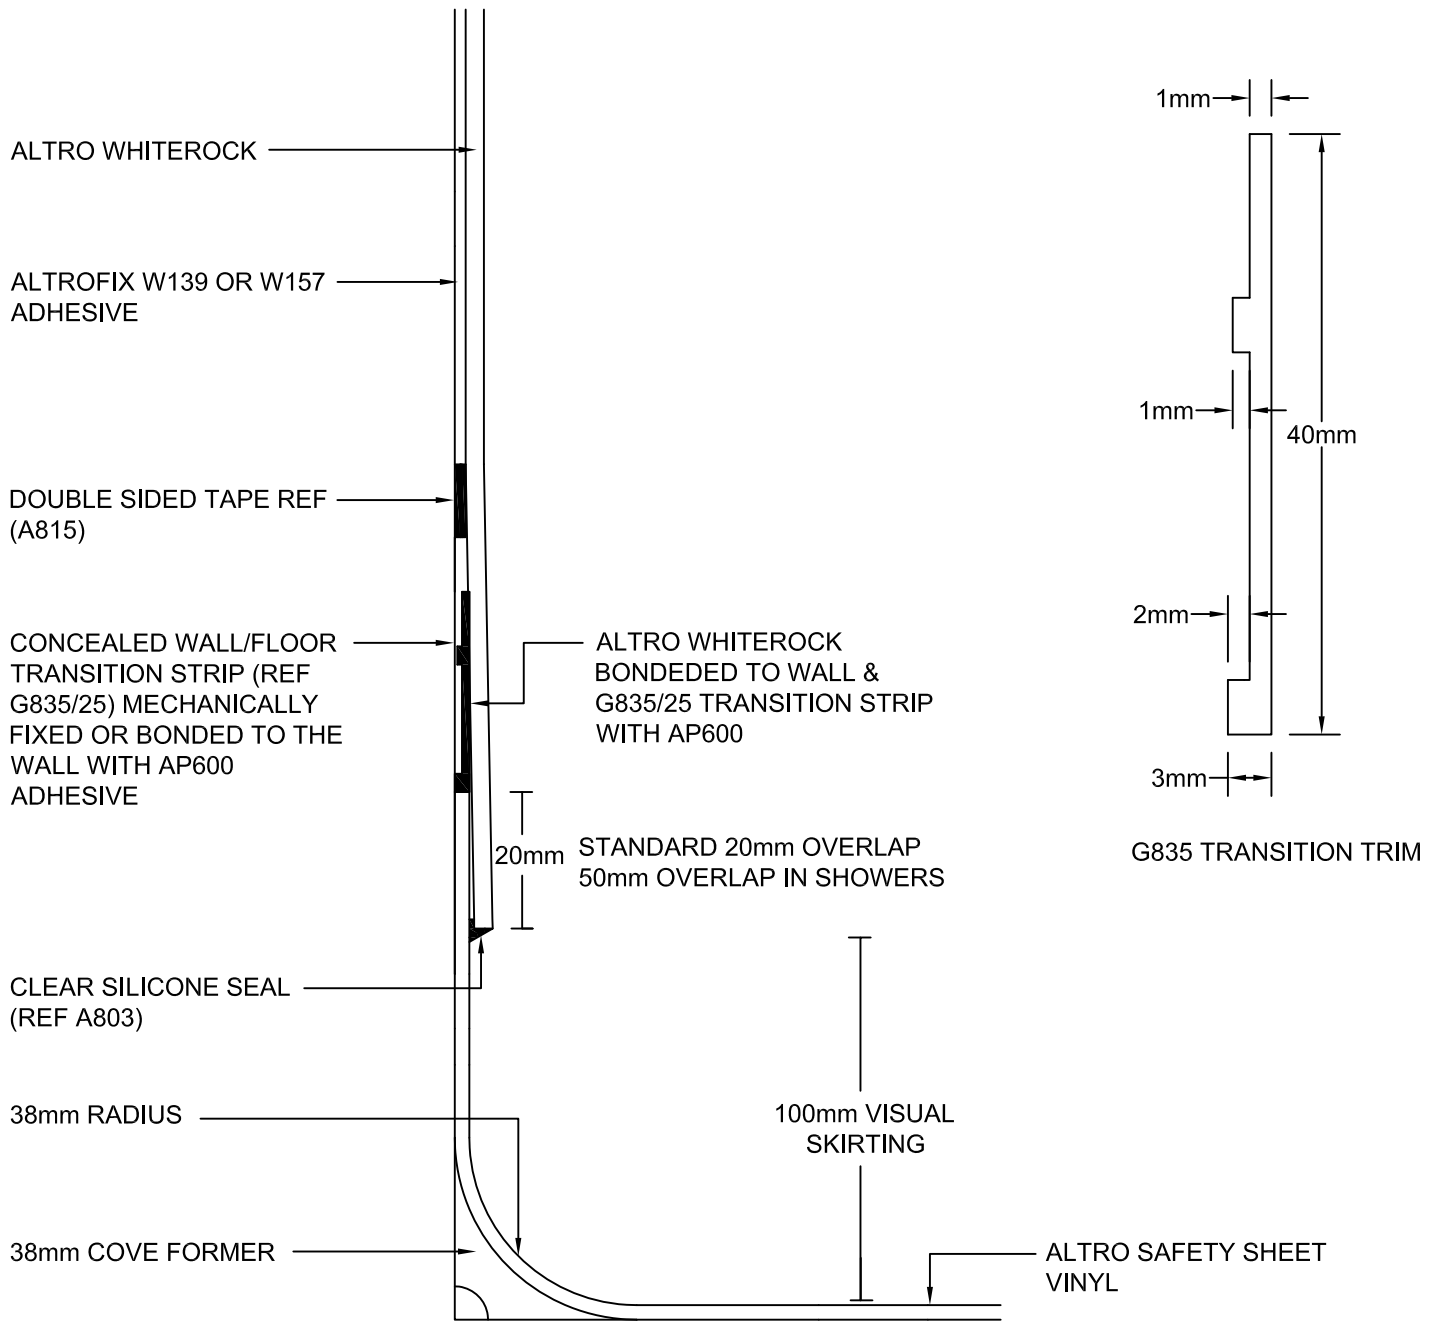 ALTRO WHITEROCK
ALTROFIX W139 OR W157
ADHESIVE
DOUBLE SIDED TAPE REF
(A815)
CONCEALED WALL/FLOOR
TRANSITION STRIP (REF
G835/25) MECHANICALLY
FIXED OR BONDED TO THE
WALL WITH AP600
ADHESIVE
ALTRO WHITEROCK
BONDEDED TO WALL &
G835/25 TRANSITION STRIP
WITH AP600
20mm
STANDARD 20mm OVERLAP
50mm OVERLAP IN SHOWERS
CLEAR SILICONE SEAL
(REF A803)
38mm RADIUS
100mm VISUAL
SKIRTING
38mm COVE FORMER
ALTRO SAFETY SHEET
VINYL
1mm
1mm
40mm
2mm
3mm
G835 TRANSITION TRIM